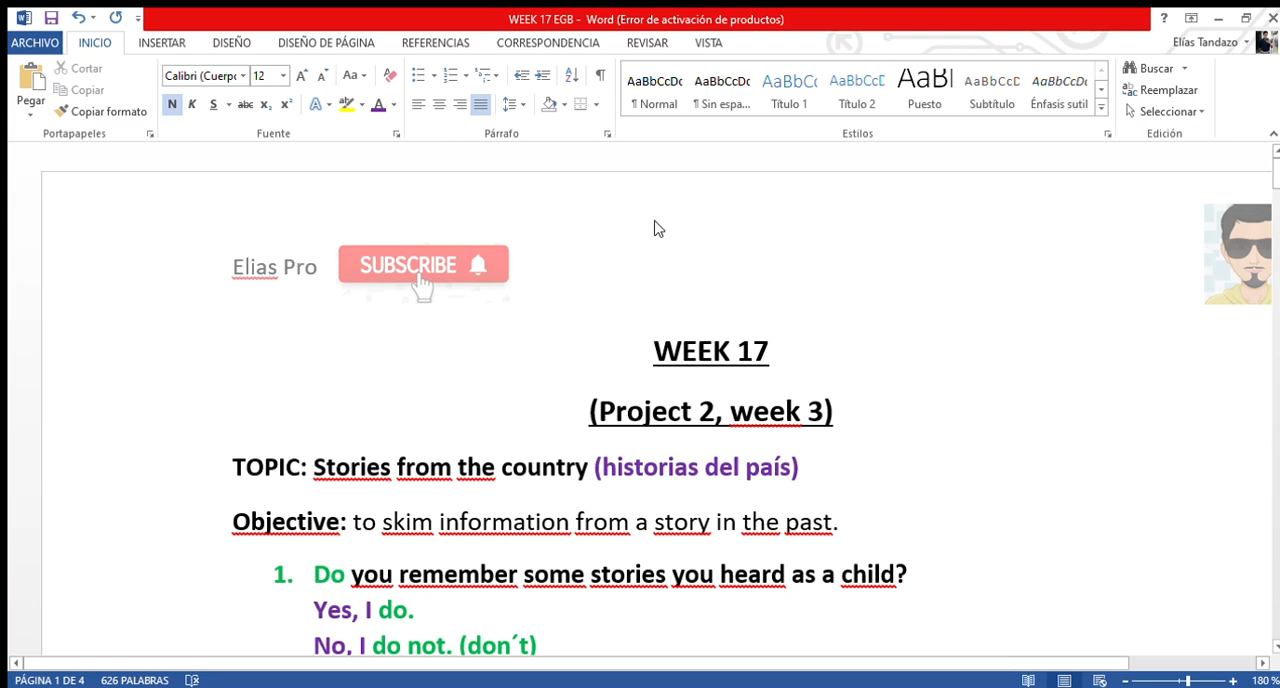 WEEK 17 EGB - Word (Error de activación de productos)
ARCHIVO INICIO INSERTAR DISEÑO DISEÑO DE PÁGINA REFERENCIAS CORRESPONDENCIA REVISAR VISTA Elías Tandazo
Pegar
Cortar
Copiar
Copiar formato
Portapapeles
Calibri (Cuerpo 12
N K S abc x₂ x²
Fuente
Párrafo
AaBbCcDc AaBbCcDc AaBbCc AaBbCc AaBl AaBbCcD AaBbCcDc
¶ Normal ¶ Sin espa... Título 1 Título 2 Puesto Subtítulo Énfasis sutil
Estilos
Buscar
Reemplazar
Seleccionar
Edición
Elias Pro SUBSCRIBE
WEEK 17
(Project 2, week 3)
TOPIC: Stories from the country (historias del país)
Objective: to skim information from a story in the past.
1. Do you remember some stories you heard as a child?
Yes, I do.
No, I do not. (don´t)
PÁGINA 1 DE 4 626 PALABRAS 180 %